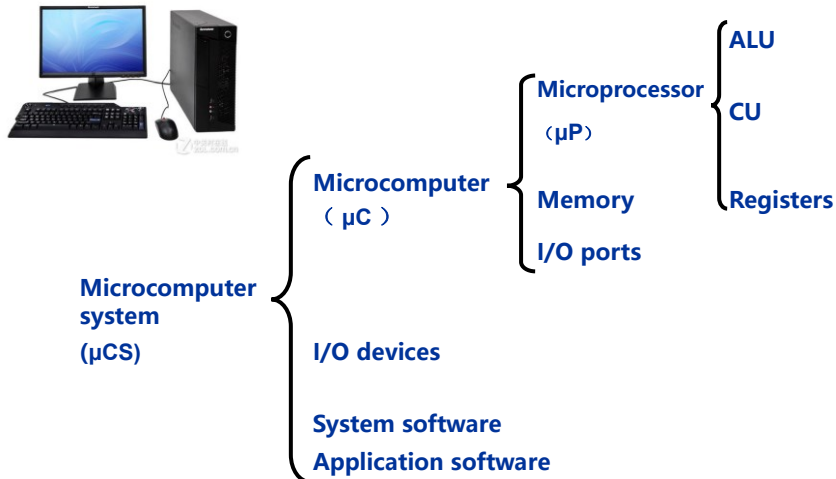 ALU
Microprocessor
（μP）
CU
Microcomputer
（ μC ）
Memory
Registers
I/O ports
Microcomputer
system
(μCS)
I/O devices
System software
Application software